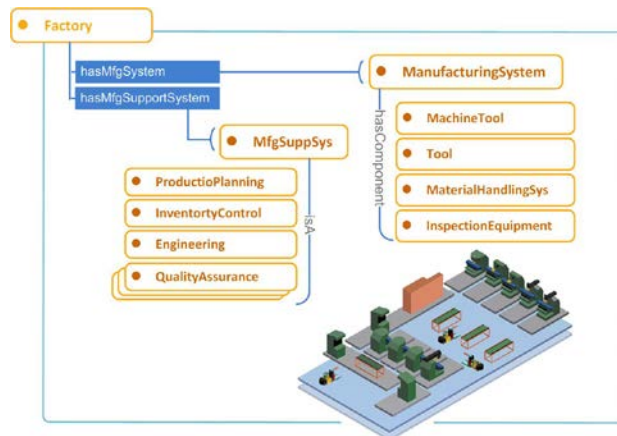 Factory
hasMfgSystem
ManufacturingSystem
hasMfgSupportSystem
MfgSuppSys
hasComponent
MachineTool
Tool
MaterialHandlingSys
InspectionEquipment
isA
ProductioPlanning
InventortyControl
Engineering
QualityAssurance